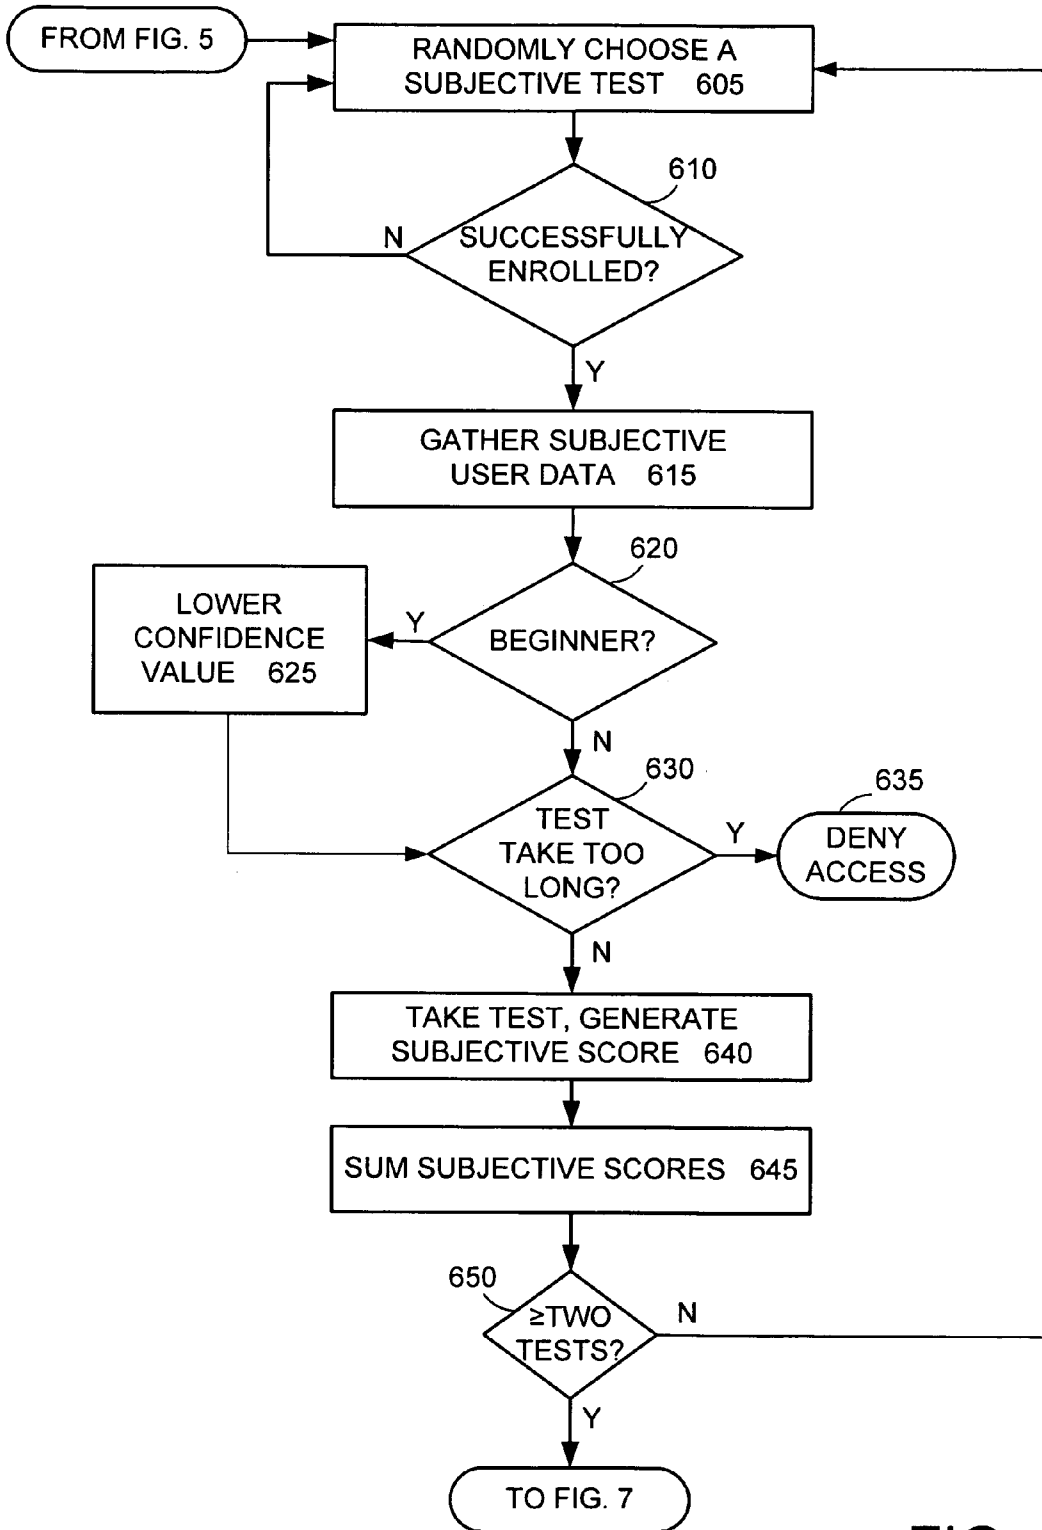 FROM FIG. 5
RANDOMLY CHOOSE A
SUBJECTIVE TEST 605
610
N
SUCCESSFULLY
ENROLLED?
Y
GATHER SUBJECTIVE
USER DATA 615
620
LOWER
CONFIDENCE
VALUE 625
Y
BEGINNER?
N
630
635
TEST
TAKE TOO
LONG?
Y
DENY
ACCESS
N
TAKE TEST, GENERATE
SUBJECTIVE SCORE 640
SUM SUBJECTIVE SCORES 645
650
≥TWO
TESTS?
N
Y
TO FIG. 7